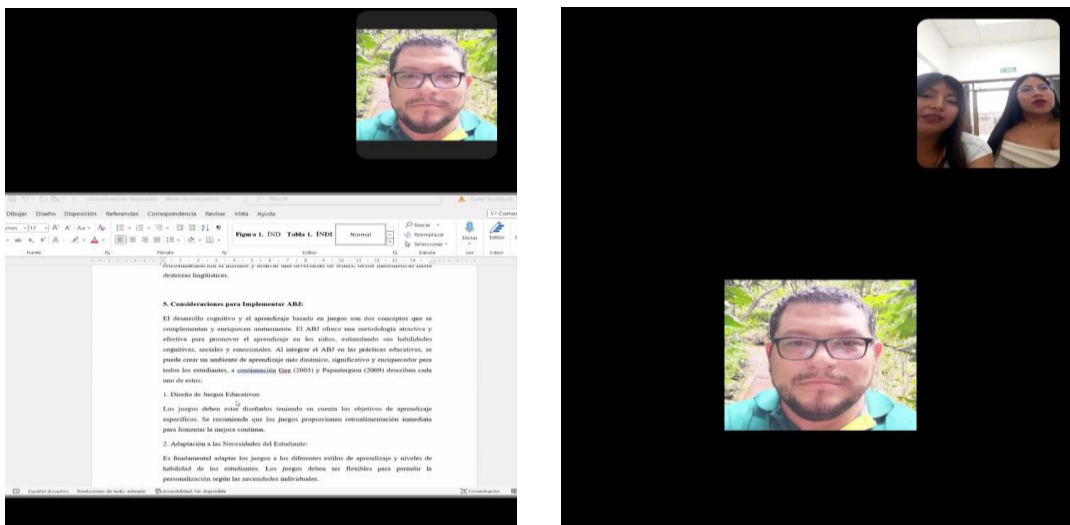 Dibujar Diseño Disposición Referencias Correspondencia Revisar Vista Ayuda
Figura 1. ÍND Tabla 1. ÍNDI Normal
Buscar
Reemplazar
Seleccionar
Dictar
Editor
Fuente Párrafo Estilos
destrezas lingüísticas.
5. Consideraciones para Implementar ABJ:
El desarrollo cognitivo y el aprendizaje basado en juegos son dos conceptos que se
complementan y enriquecen mutuamente. El ABJ ofrece una metodología atractiva y
efectiva para promover el aprendizaje en los niños, estimulando sus habilidades
cognitivas, sociales y emocionales. Al integrar el ABJ en las prácticas educativas, se
puede crear un ambiente de aprendizaje más dinámico, significativo y enriquecedor para
todos los estudiantes, a continuación Gee (2003) y Papastergiou (2009) describen cada
uno de estos:
1. Diseño de Juegos Educativos:
Los juegos deben estar diseñados teniendo en cuenta los objetivos de aprendizaje
específicos. Se recomienda que los juegos proporcionen retroalimentación inmediata
para fomentar la mejora continua.
2. Adaptación a las Necesidades del Estudiante:
Es fundamental adaptar los juegos a los diferentes estilos de aprendizaje y niveles de
habilidad de los estudiantes. Los juegos deben ser flexibles para permitir la
personalización según las necesidades individuales.